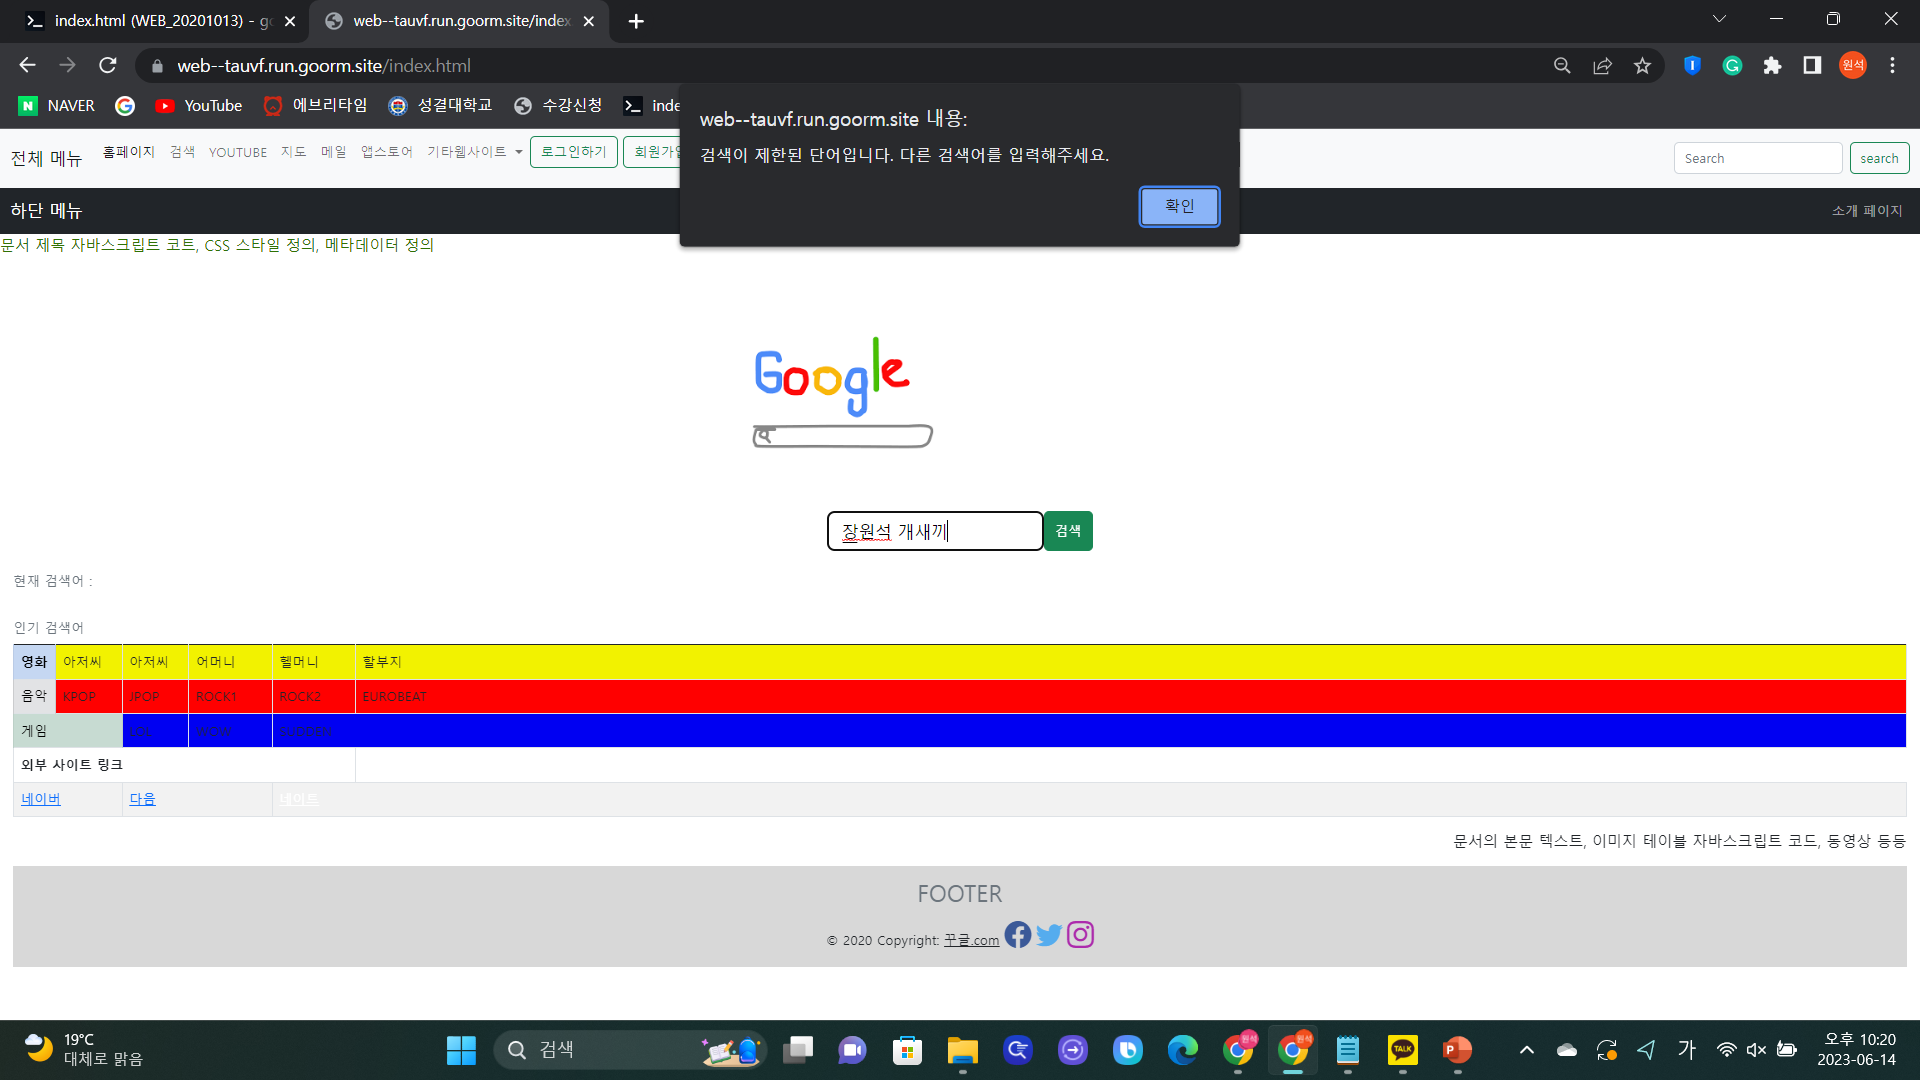 index.html (WEB_20201013) - go
web--tauvf.run.goorm.site/index
web--tauvf.run.goorm.site/index.html
원석
NAVER YouTube 에브리타임 성결대학교 수강신청 inde
web--tauvf.run.goorm.site 내용:
검색이 제한된 단어입니다. 다른 검색어를 입력해주세요.
확인
전체 메뉴 홈페이지 검색 YOUTUBE 지도 메일 앱스토어 기타웹사이트 로그인하기 회원가입 Search search
하단 메뉴 소개 페이지
문서 제목 자바스크립트 코트, CSS 스타일 정의, 메타데이터 정의
Google
장원석 개새끼 검색
현재 검색어 :
인기 검색어
영화 아저씨 아저씨 어머니 헬머니 할부지
음악 KPOP JPOP ROCK1 ROCK2 EUROBEAT
게임
외부 사이트 링크
네이버 다음 네이트
문서의 본문 텍스트, 이미지 테이블 자바스크립트 코드, 동영상 등등
FOOTER
© 2020 Copyright: 꾸글.com
19°C
대체로 맑음
검색
원석
원석
TALK
가
오후 10:20
2023-06-14